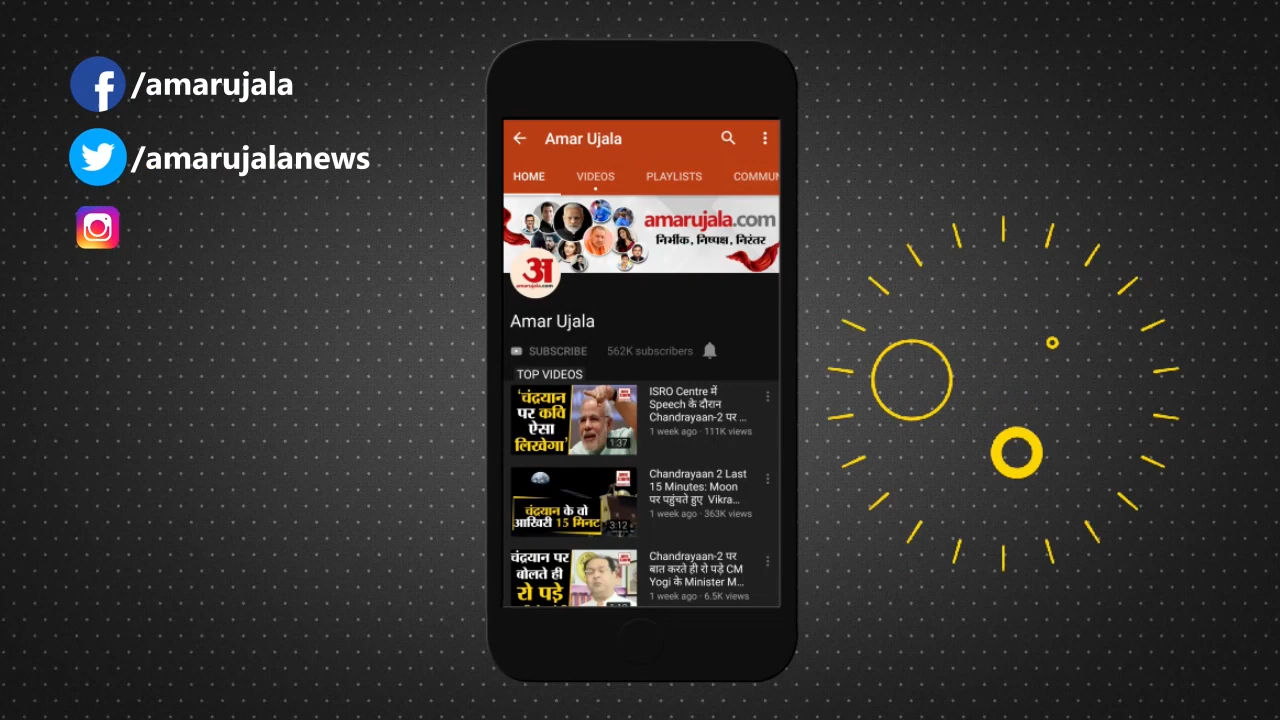 /amarujala
/amarujalanews
Amar Ujala
HOME VIDEOS PLAYLISTS COMMUN
amarujala.com
निर्भीक, निष्पक्ष, निरंतर
अ
amarujala.com
Amar Ujala
SUBSCRIBE 562K subscribers
TOP VIDEOS
'चंद्रयान
पर कवि
ऐसा
लिखेगा'
1:37
ISRO Centre में
Speech के दौरान
Chandrayaan-2 पर ...
1 week ago · 111K views
चंद्रयान के वो
आखिरी 15 मिनट
3:12
Chandrayaan 2 Last
15 Minutes: Moon
पर पहुंचते हुए Vikra...
1 week ago · 363K views
चंद्रयान पर
बोलते ही
रो पड़े
Chandrayaan-2 पर
बात करते ही रो पड़े CM
Yogi के Minister M...
1 week ago · 6.5K views